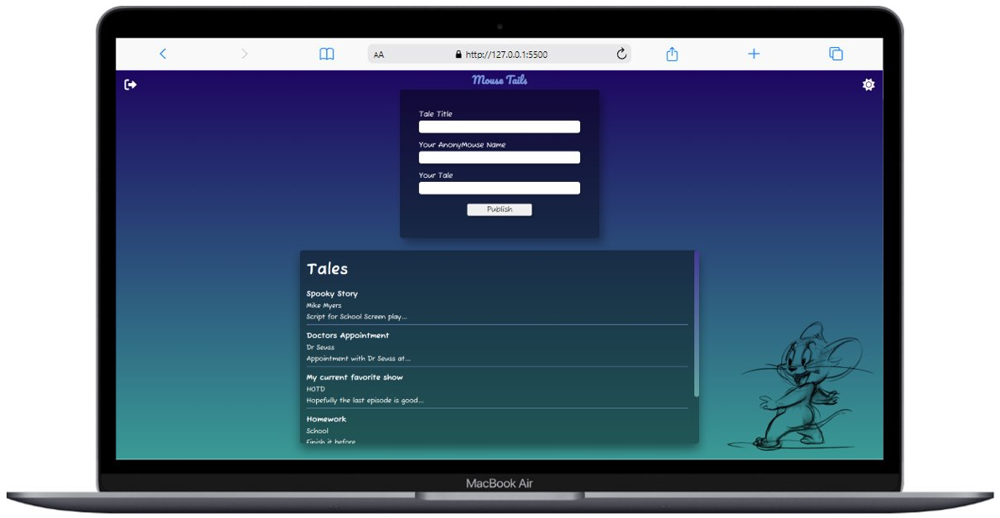 AA
http://127.0.0.1:5500
Mouse Tails
Tale Title
Your AnonyMouse Name
Your Tale
Publish
Tales
Spooky Story
Mike Myers
Script for School Screen play...
Doctors Appointment
Dr Seuss
Appointment with Dr Seuss at...
My current favorite show
HOTD
Hopefully the last episode is good...
Homework
School
Finish it before
MacBook Air